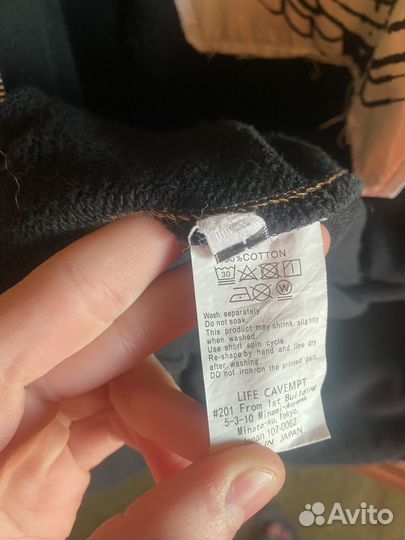 COTTON
30
W
Wash separately
Do not soak.
This product may shrink slightly
when washed.
Use short spin cycle.
Re-shape by hand and line dry
after washing.
DO not iron on the printed part.
LIFE CAVEMPT
#201 From 1st Building
5-3-10 Minami-Aoyama,
Minato-ku, Tokyo,
Japan 107-0062
IN JAPAN
Avito